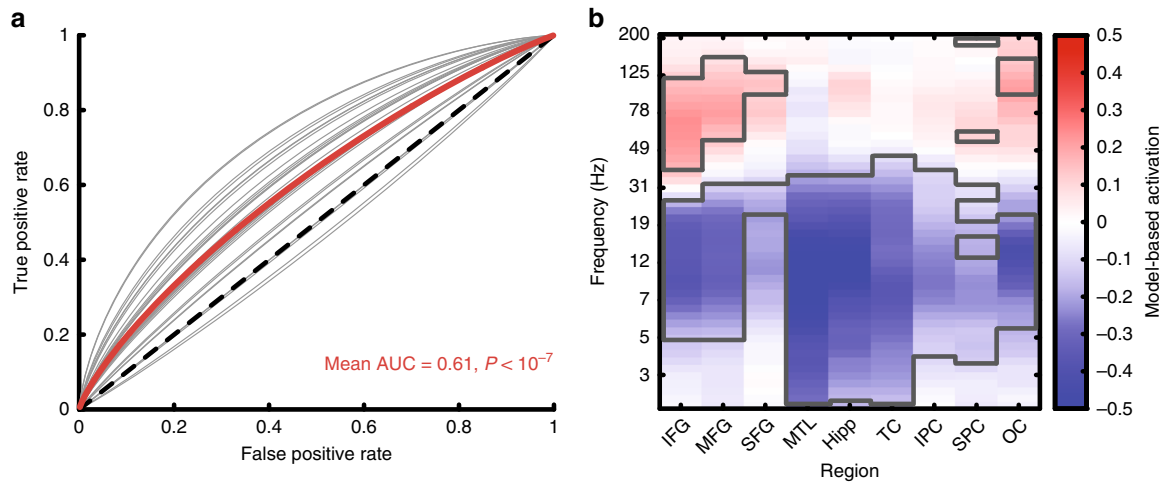 a
1
0.8
0.6
0.4
0.2
0
True positive rate
0
0.2
0.4
0.6
0.8
1
False positive rate
Mean AUC = 0.61, P < 10⁻⁷
b
200
125
78
49
31
19
12
7
5
3
Frequency (Hz)
IFG
MFG
SFG
MTL
Hipp
TC
IPC
SPC
OC
Region
0.5
0.4
0.3
0.2
0.1
0
−0.1
−0.2
−0.3
−0.4
−0.5
Model-based activation